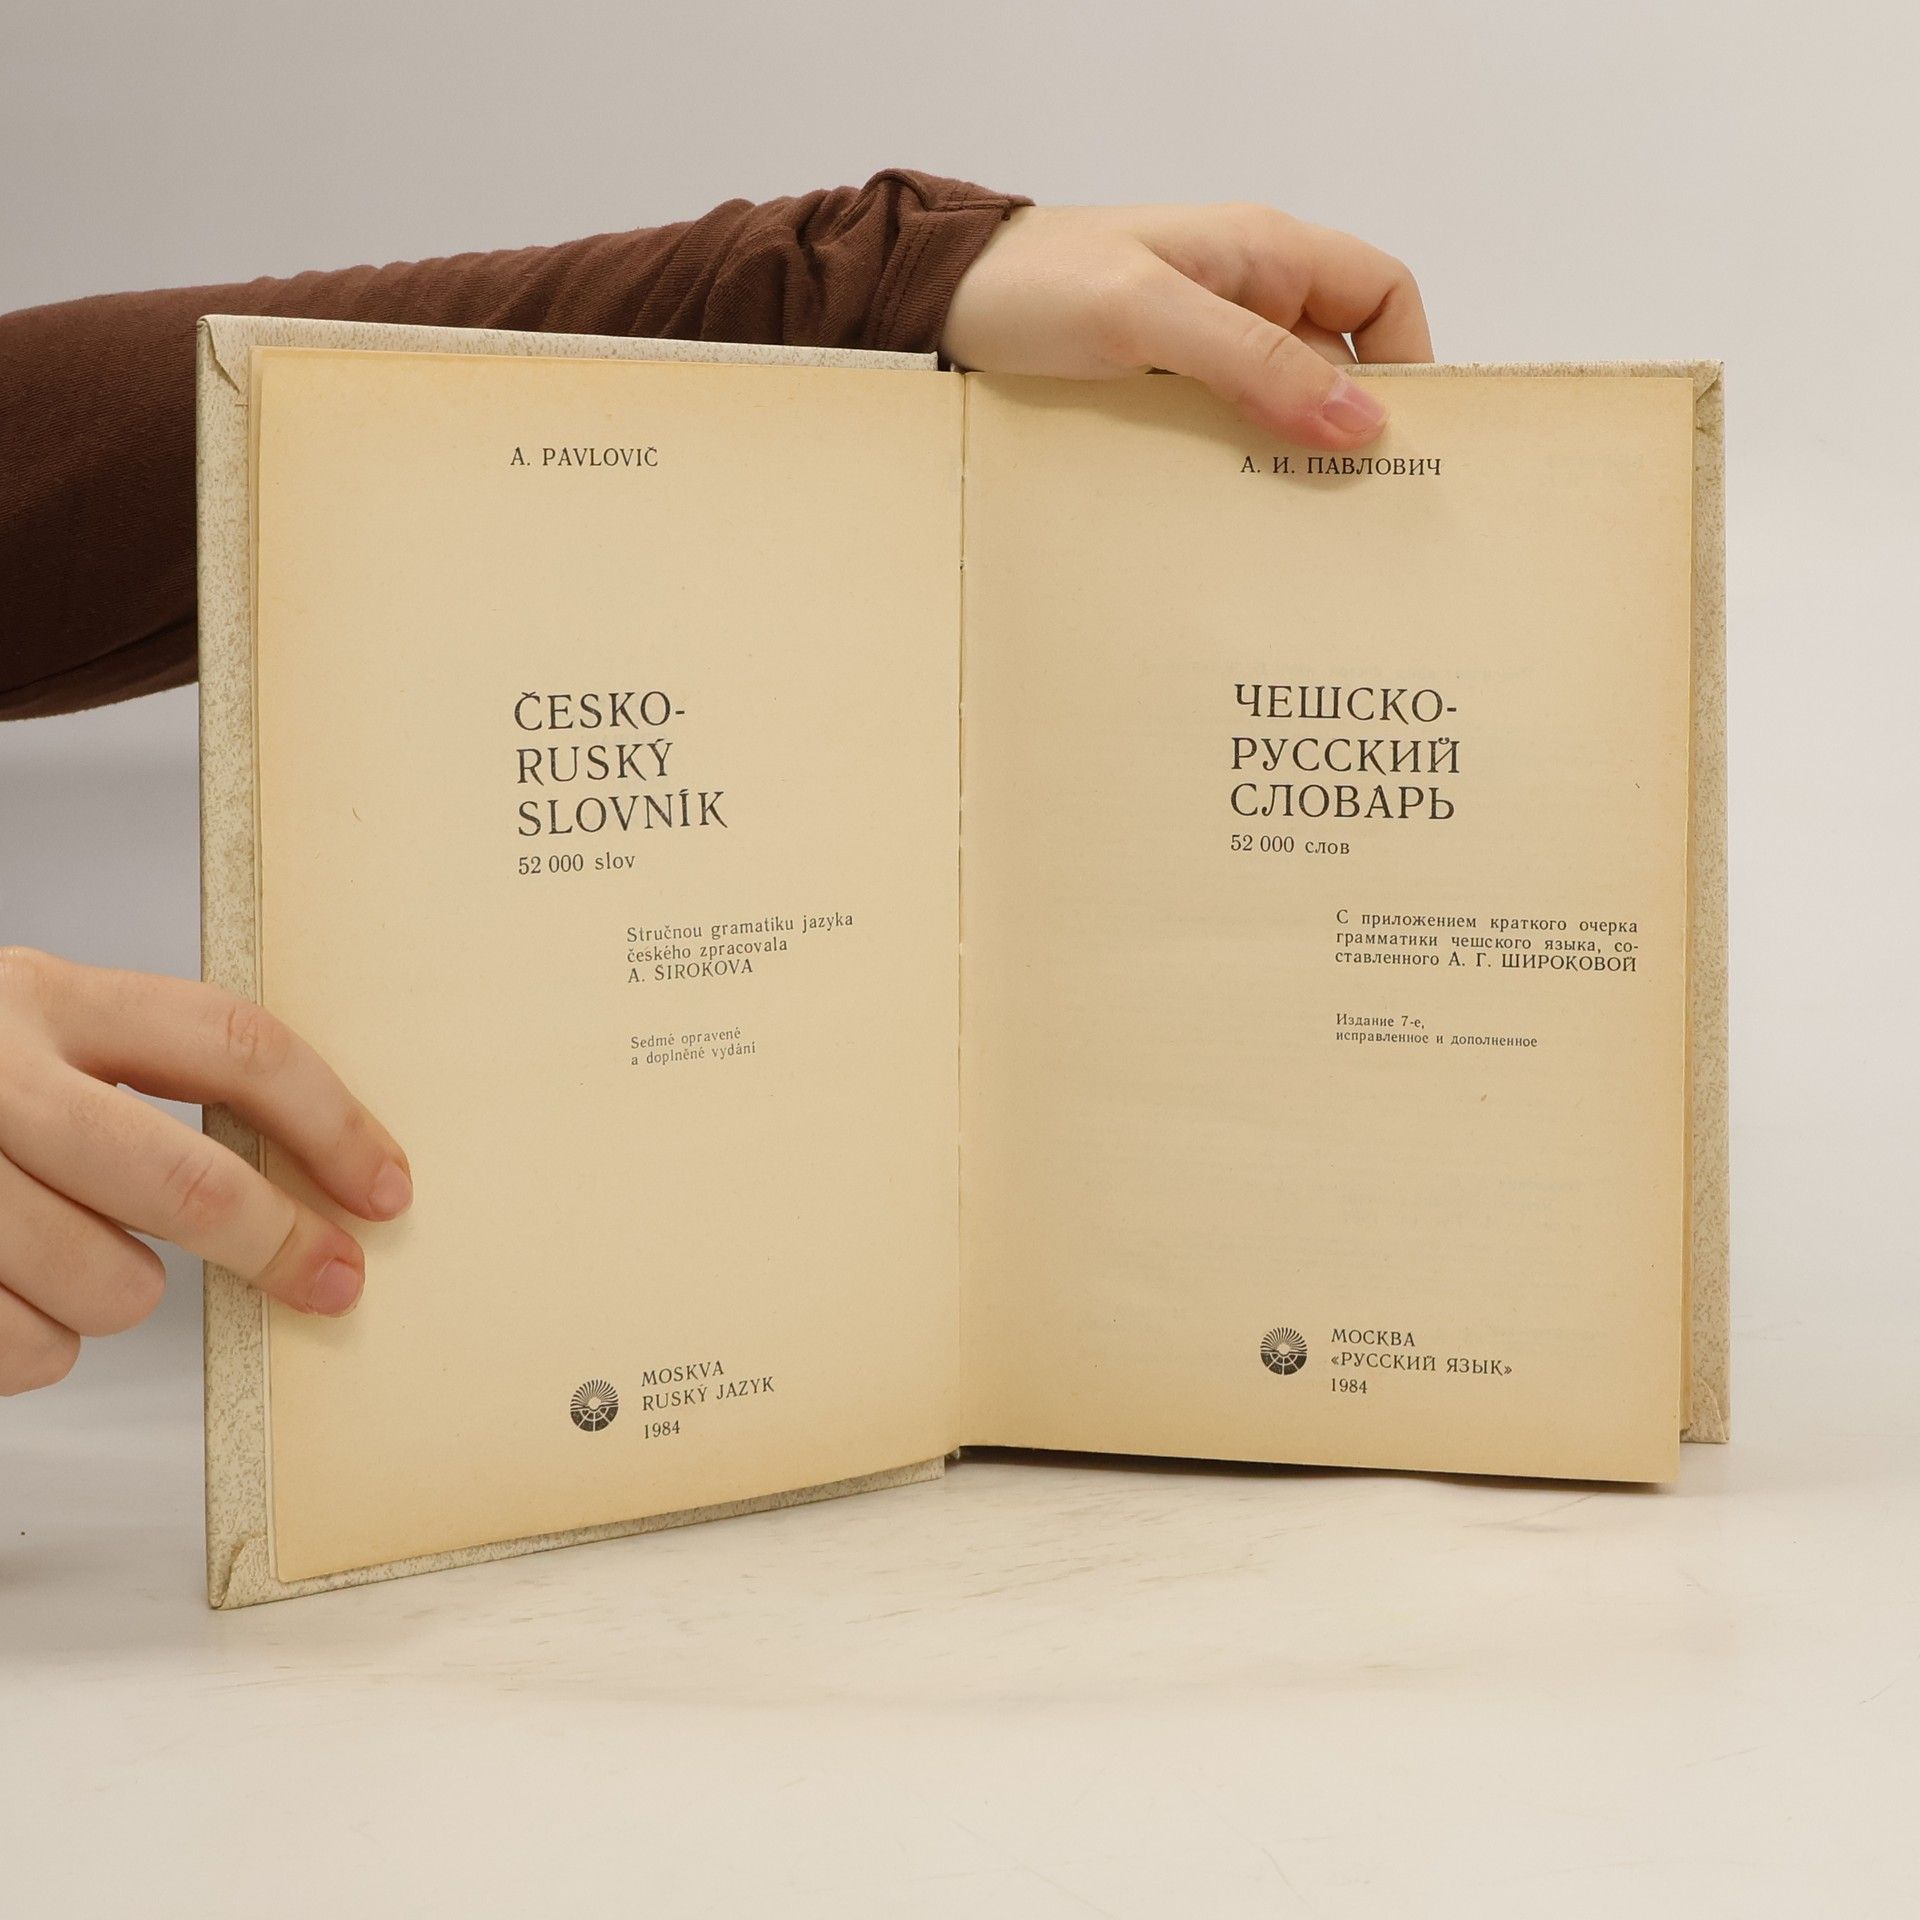 A. PAVLOVIČ
ČESKO-
RUSKÝ
SLOVNÍK
52 000 slov
Stručnou gramatiku jazyka
českého zpracovala
A. ŠIROKOVA
Sedmé opravené
a doplněné vydání
MOSKVA
RUSKÝ JAZYK
1984
А. И. ПАВЛОВИЧ
ЧЕШСКО-
РУССКИЙ
СЛОВАРЬ
52 000 слов
С приложением краткого очерка
грамматики чешского языка, со-
ставленного А. Г. ШИРОКОВОЙ
Издание 7-е,
исправленное и дополненное
МОСКВА
«РУССКИЙ ЯЗЫК»
1984